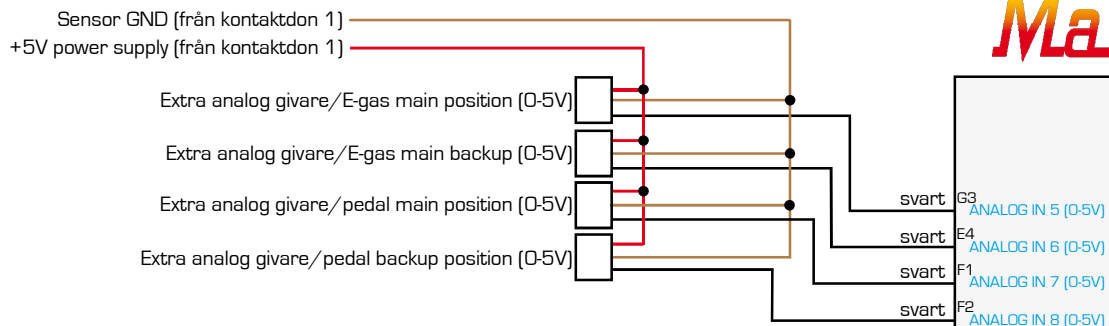 Sensor GND (från kontaktdon 1)
+5V power supply (från kontaktdon 1)
Extra analog givare/E-gas main position (0-5V)
Extra analog givare/E-gas main backup (0-5V)
Extra analog givare/pedal main position (0-5V)
Extra analog givare/pedal backup position (0-5V)
Ma
svart G3 ANALOG IN 5 (0-5V)
svart E4 ANALOG IN 6 (0-5V)
svart F1 ANALOG IN 7 (0-5V)
svart F2 ANALOG IN 8 (0-5V)